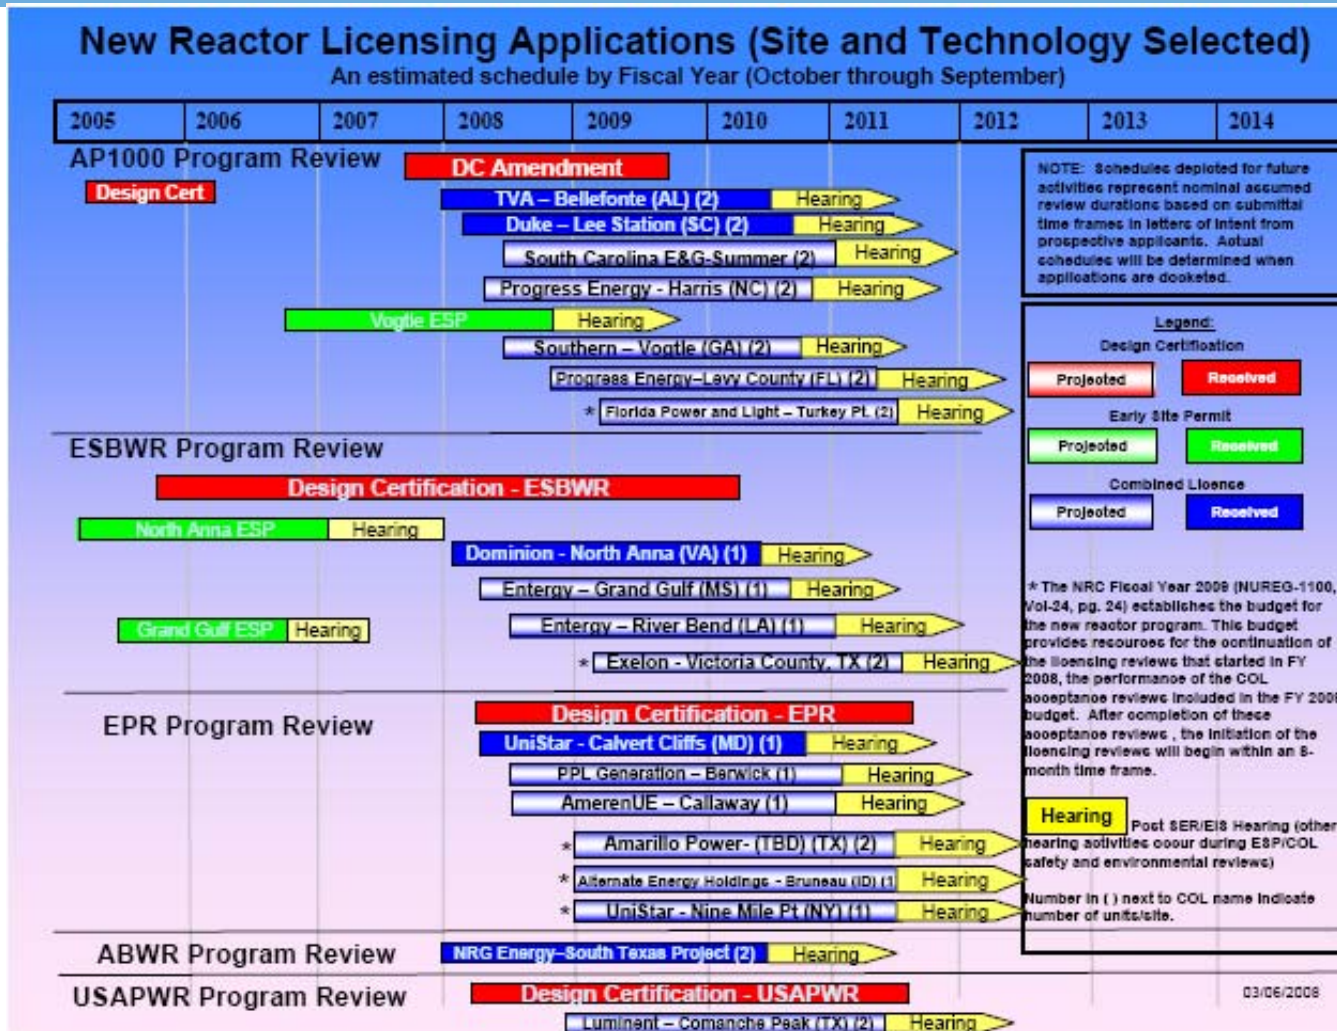 New Reactor Licensing Applications (Site and Technology Selected)
An estimated schedule by Fiscal Year (October through September)
2005 2006 2007 2008 2009 2010 2011 2012 2013 2014
AP1000 Program Review
DC Amendment
Design Cert
TVA – Bellefonte (AL) (2) Hearing
Duke – Lee Station (SC) (2) Hearing
South Carolina E&G-Summer (2) Hearing
Progress Energy - Harris (NC) (2) Hearing
Vogtle ESP Hearing
Southern – Vogtle (GA) (2) Hearing
Progress Energy–Levy County (FL) (2) Hearing
* Florida Power and Light – Turkey Pt. (2) Hearing
ESBWR Program Review
Design Certification - ESBWR
North Anna ESP Hearing
Dominion - North Anna (VA) (1) Hearing
Entergy – Grand Gulf (MS) (1) Hearing
Grand Gulf ESP Hearing
Entergy – River Bend (LA) (1) Hearing
* Exelon - Victoria County, TX (2) Hearing
EPR Program Review
Design Certification - EPR
UniStar - Calvert Cliffs (MD) (1) Hearing
PPL Generation – Berwick (1) Hearing
AmerenUE – Callaway (1) Hearing
* Amarillo Power- (TBD) (TX) (2) Hearing
* Alternate Energy Holdings - Bruneau (ID) (1 Hearing
* UniStar - Nine Mile Pt (NY) (1) Hearing
ABWR Program Review
NRG Energy–South Texas Project (2) Hearing
USAPWR Program Review
Design Certification - USAPWR
Luminent – Comanche Peak (TX) (2) Hearing
NOTE: Schedules depicted for future
activities represent nominal assumed
review durations based on submittal
time frames in letters of intent from
prospective applicants. Actual
schedules will be determined when
applications are docketed.
Legend:
Design Certification
Projected Received
Early Site Permit
Projected Received
Combined License
Projected Received
* The NRC Fiscal Year 2009 (NUREG-1100,
Vol-24, pg. 24) establishes the budget for
the new reactor program. This budget
provides resources for the continuation of
the licensing reviews that started in FY
2008, the performance of the COL
acceptance reviews included in the FY 2009
budget. After completion of these
acceptance reviews , the initiation of the
licensing reviews will begin within an 8-
month time frame.
Hearing Post SER/EIS Hearing (other
hearing activities occur during ESP/COL
safety and environmental reviews)
Number in ( ) next to COL name indicate
number of units/site.
03/06/2008